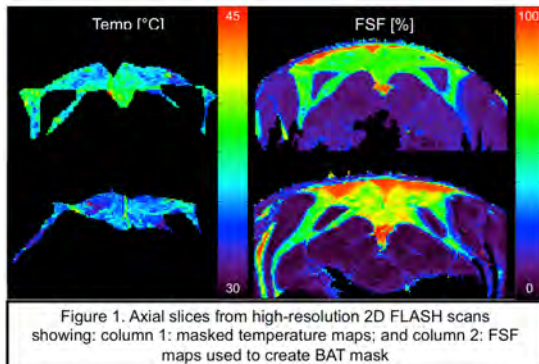 Temp [°C]
45
FSF [%]
100
30
0
Figure 1. Axial slices from high-resolution 2D FLASH scans
showing: column 1: masked temperature maps; and column 2: FSF
maps used to create BAT mask